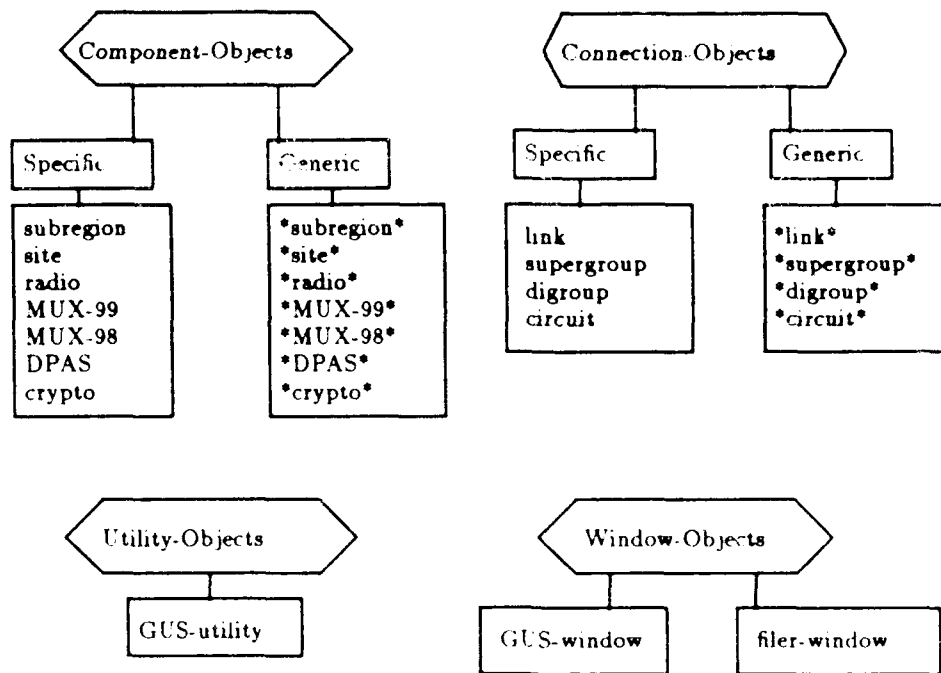 Component-Objects
Connection-Objects
Specific
Generic
Specific
Generic
subregion
site
radio
MUX-99
MUX-98
DPAS
crypto
*subregion*
*site*
*radio*
*MUX-99*
*MUX-98*
*DPAS*
*crypto*
link
supergroup
digroup
circuit
*link*
*supergroup*
*digroup*
*circuit*
Utility-Objects
Window-Objects
GUS-utility
GUS-window
filer-window